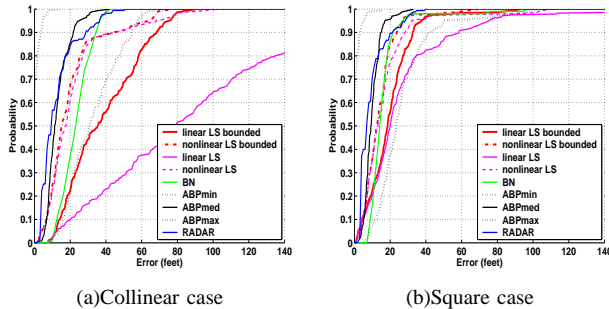 1
0.9
0.8
0.7
0.6
0.5
0.4
0.3
0.2
0.1
0
Probability
0 20 40 60 80 100 120 140
Error (feet)
linear LS bounded
nonlinear LS bounded
linear LS
nonlinear LS
BN
ABPmin
ABPmed
ABPmax
RADAR
(a)Collinear case
1
0.9
0.8
0.7
0.6
0.5
0.4
0.3
0.2
0.1
0
Probability
0 20 40 60 80 100 120 140
Error (feet)
linear LS bounded
nonlinear LS bounded
linear LS
nonlinear LS
BN
ABPmin
ABPmed
ABPmax
RADAR
(b)Square case